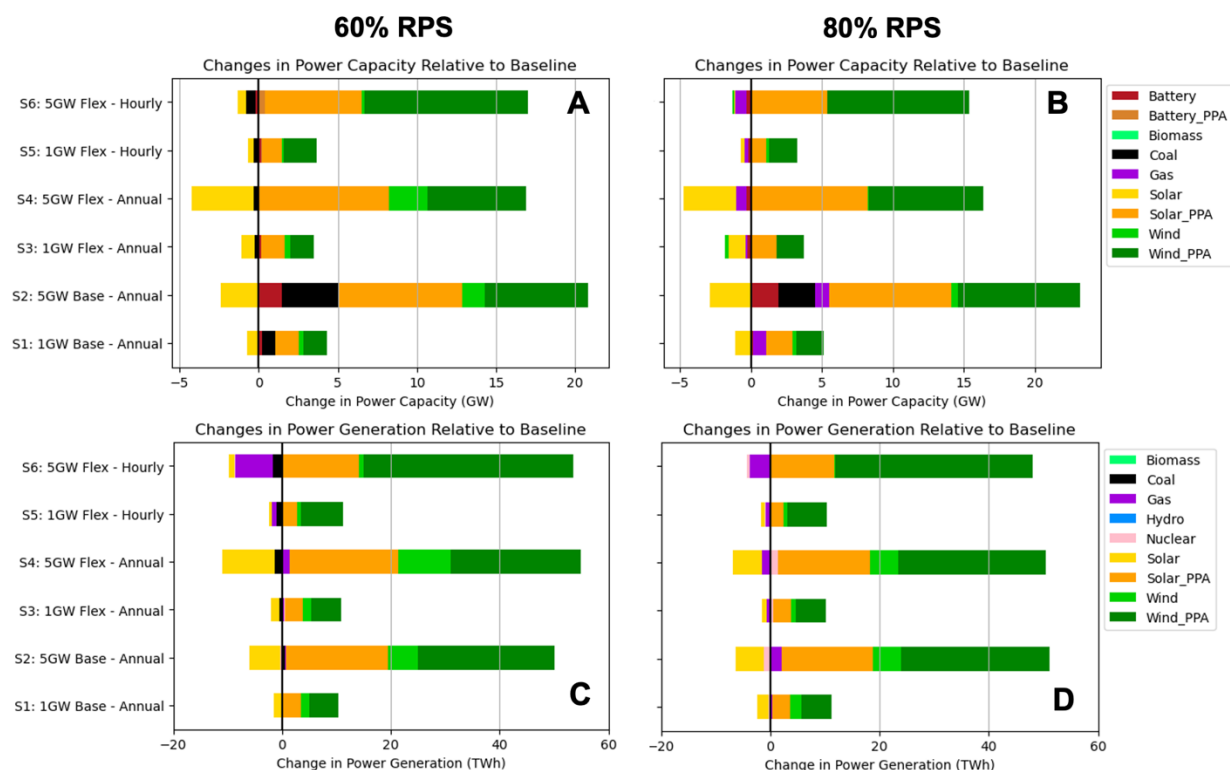 60% RPS
80% RPS
Changes in Power Capacity Relative to Baseline
S6: 5GW Flex - Hourly
S5: 1GW Flex - Hourly
S4: 5GW Flex - Annual
S3: 1GW Flex - Annual
S2: 5GW Base - Annual
S1: 1GW Base - Annual
A
−5
0
5
10
15
20
Change in Power Capacity (GW)
Changes in Power Capacity Relative to Baseline
B
−5
0
5
10
15
20
Change in Power Capacity (GW)
Battery
Battery_PPA
Biomass
Coal
Gas
Solar
Solar_PPA
Wind
Wind_PPA
Changes in Power Generation Relative to Baseline
S6: 5GW Flex - Hourly
S5: 1GW Flex - Hourly
S4: 5GW Flex - Annual
S3: 1GW Flex - Annual
S2: 5GW Base - Annual
S1: 1GW Base - Annual
C
−20
0
20
40
60
Change in Power Generation (TWh)
Changes in Power Generation Relative to Baseline
D
−20
0
20
40
60
Change in Power Generation (TWh)
Biomass
Coal
Gas
Hydro
Nuclear
Solar
Solar_PPA
Wind
Wind_PPA